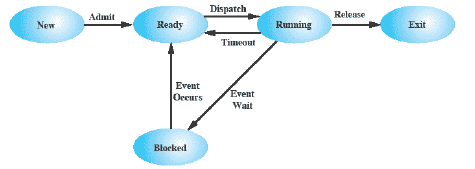 Dispatch
Admit
Release
New
Ready
Running
Exit
Timeout
Event
Occurs
Event
Wait
Blocked